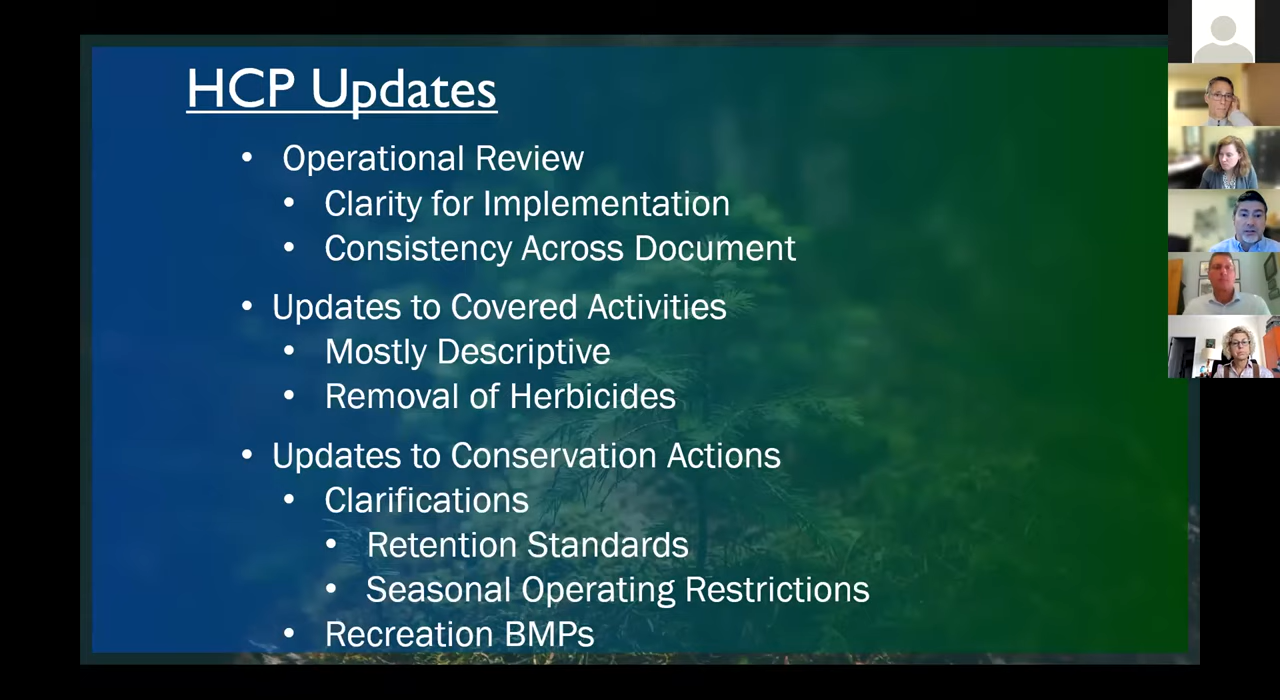 HCP Updates
• Operational Review
• Clarity for Implementation
• Consistency Across Document
• Updates to Covered Activities
• Mostly Descriptive
• Removal of Herbicides
• Updates to Conservation Actions
• Clarifications
• Retention Standards
• Seasonal Operating Restrictions
• Recreation BMPs